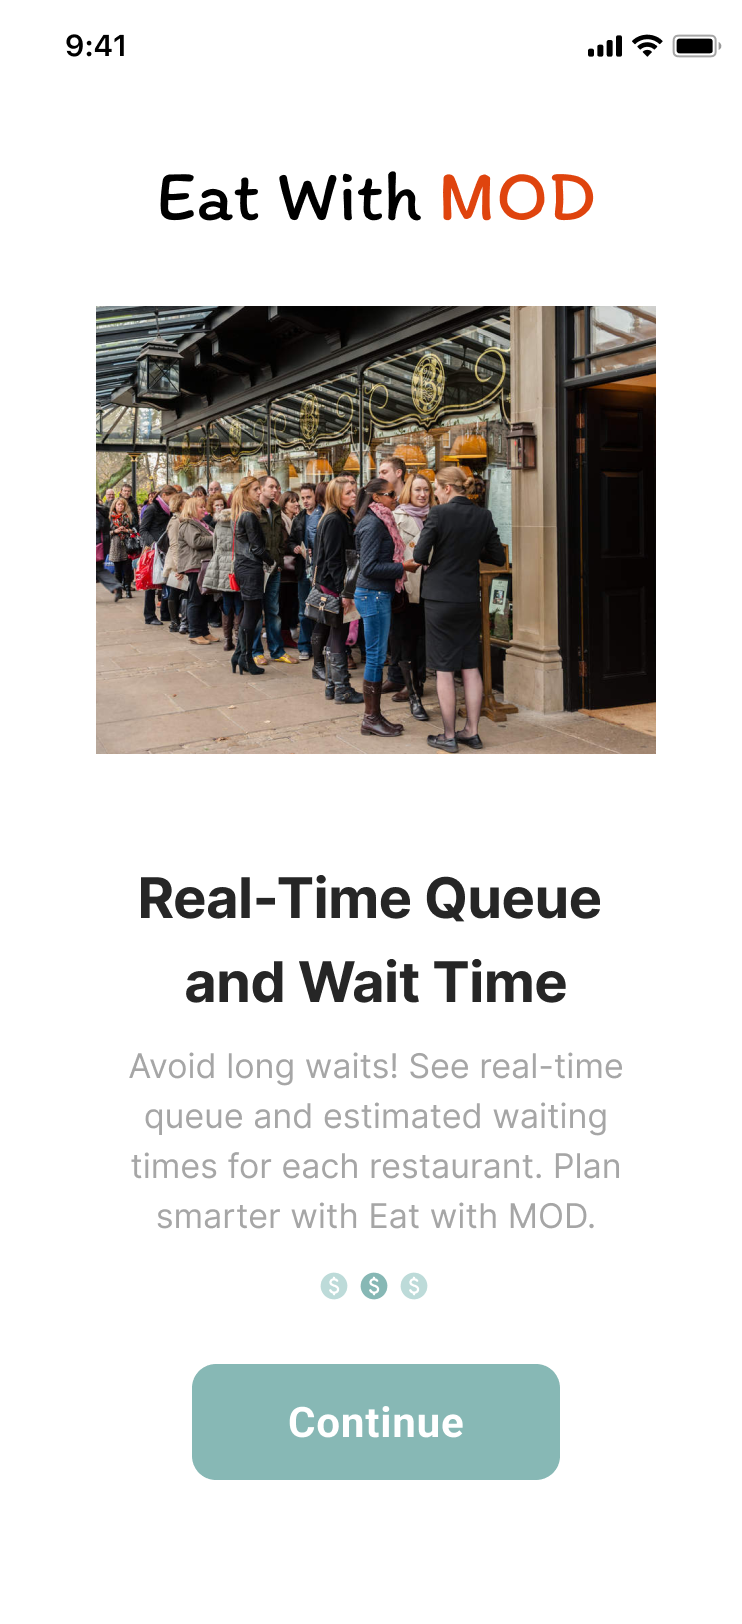 9:41
Eat With MOD
B
Real-Time Queue
and Wait Time
Avoid long waits! See real-time
queue and estimated waiting
times for each restaurant. Plan
smarter with Eat with MOD.
$ $ $
Continue